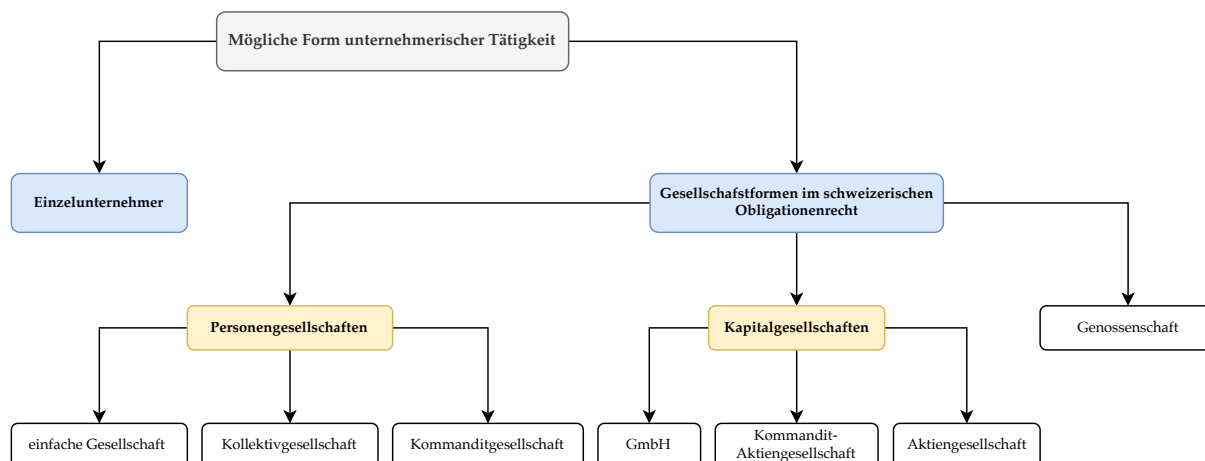 Mögliche Form unternehmerischer Tätigkeit
Einzelunternehmer
Gesellschafstformen im schweizerischen
Obligationenrecht
Personengesellschaften
Kapitalgesellschaften
Genossenschaft
einfache Gesellschaft
Kollektivgesellschaft
Kommanditgesellschaft
GmbH
Kommandit-
Aktiengesellschaft
Aktiengesellschaft